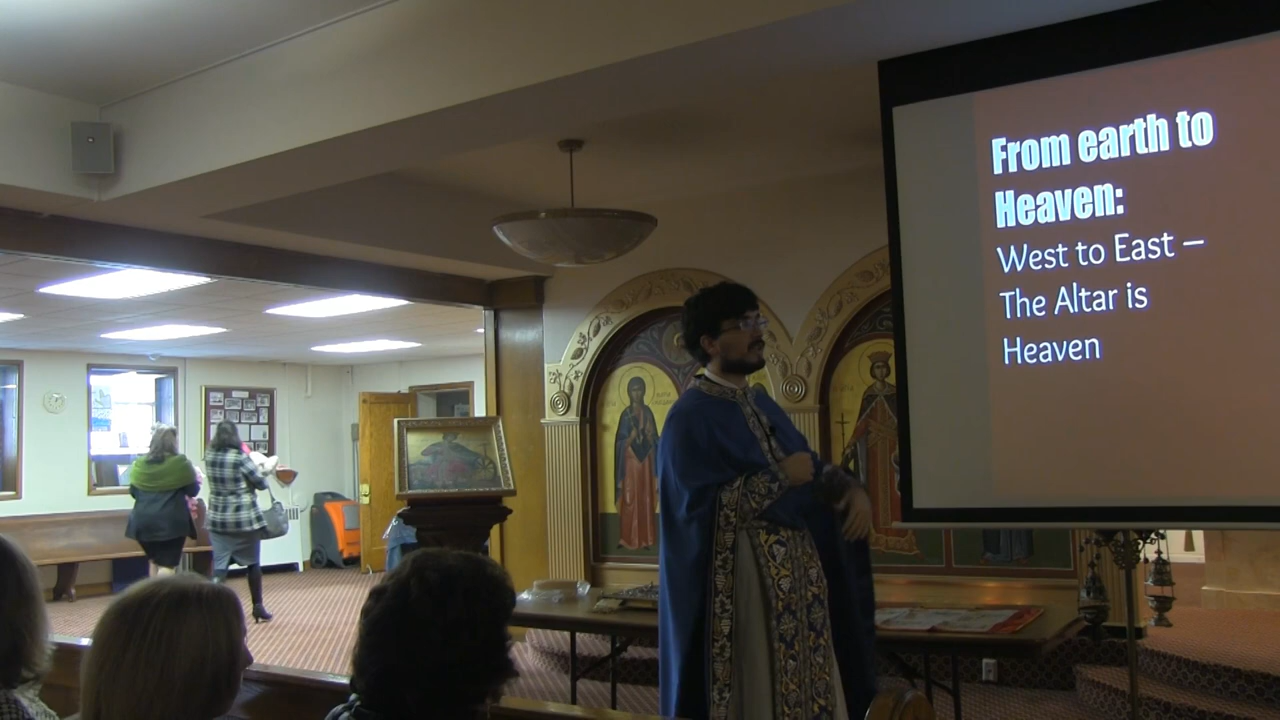 From earth to
Heaven:
West to East –
The Altar is
Heaven